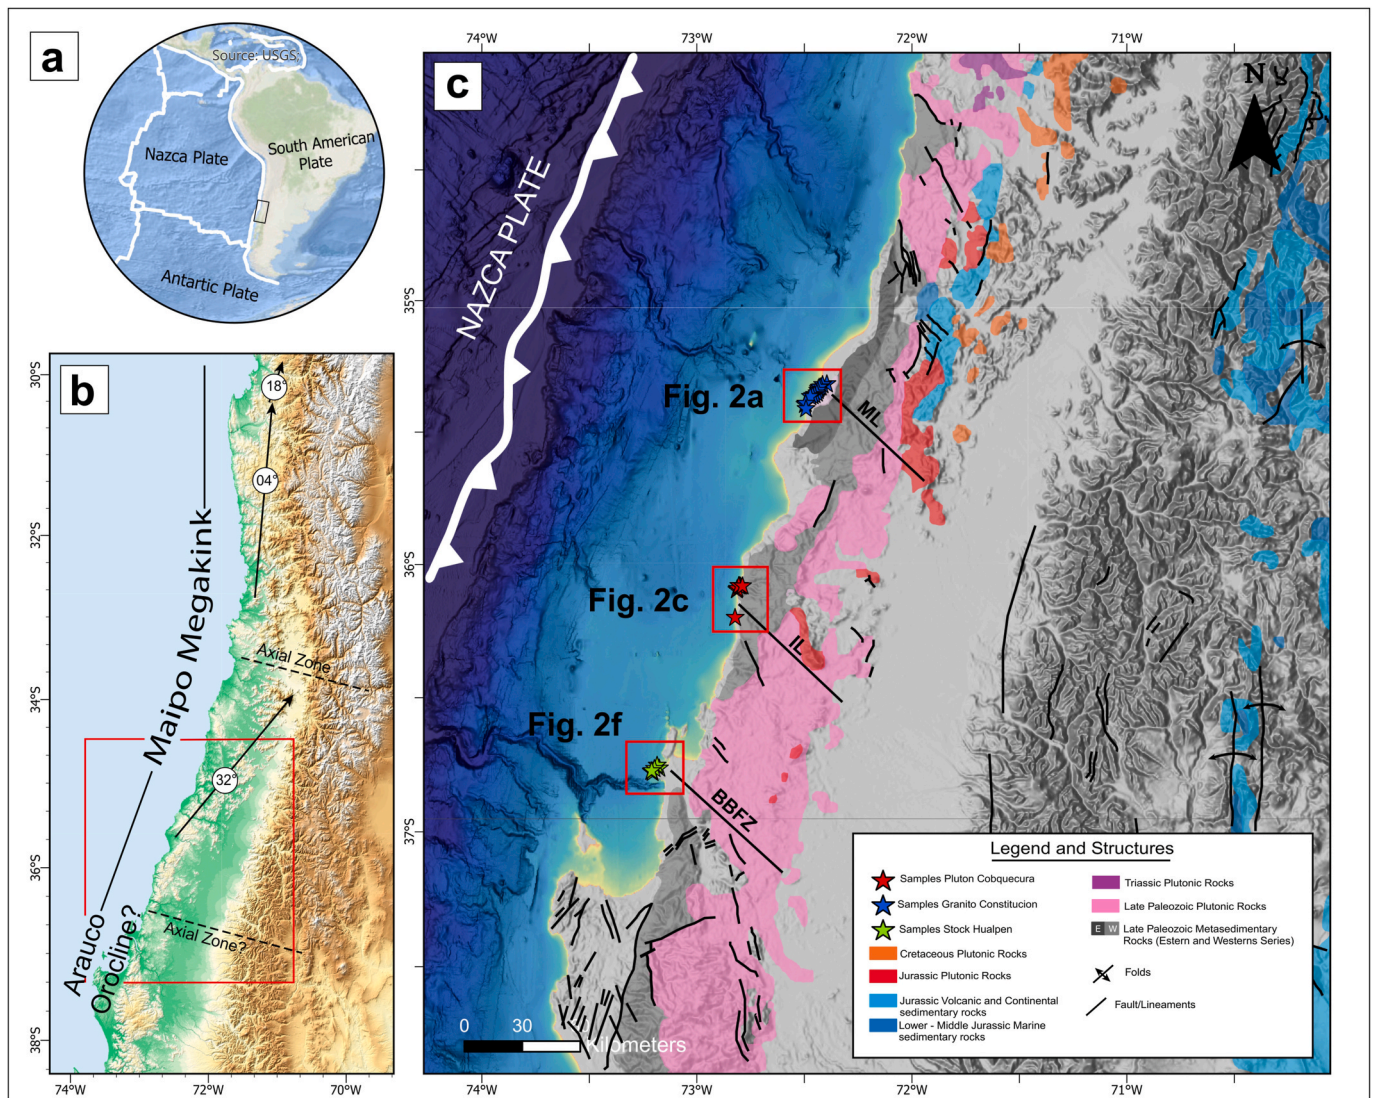 a
Source: USGS;
Nazca Plate
South American
Plate
Antartic Plate
b
30°S
32°S
34°S
36°S
38°S
74°W
72°W
70°W
18°
04°
32°
Maipo Megakink
Axial Zone
Arauco
Orocline?
Axial Zone?
c
74°W
73°W
72°W
71°W
35°S
36°S
37°S
73°W
72°W
71°W
N
NAZCA PLATE
Fig. 2a
ML
Fig. 2c
IL
Fig. 2f
BBFZ
0
30
Kilometers
Legend and Structures
Samples Pluton Cobquecura
Samples Granito Constitucion
Samples Stock Hualpen
Cretaceous Plutonic Rocks
Jurassic Plutonic Rocks
Jurassic Volcanic and Continental
sedimentary rocks
Lower - Middle Jurassic Marine
sedimentary rocks
Triassic Plutonic Rocks
Late Paleozoic Plutonic Rocks
E W
Late Paleozoic Metasedimentary
Rocks (Estern and Westerns Series)
Folds
Fault/Lineaments